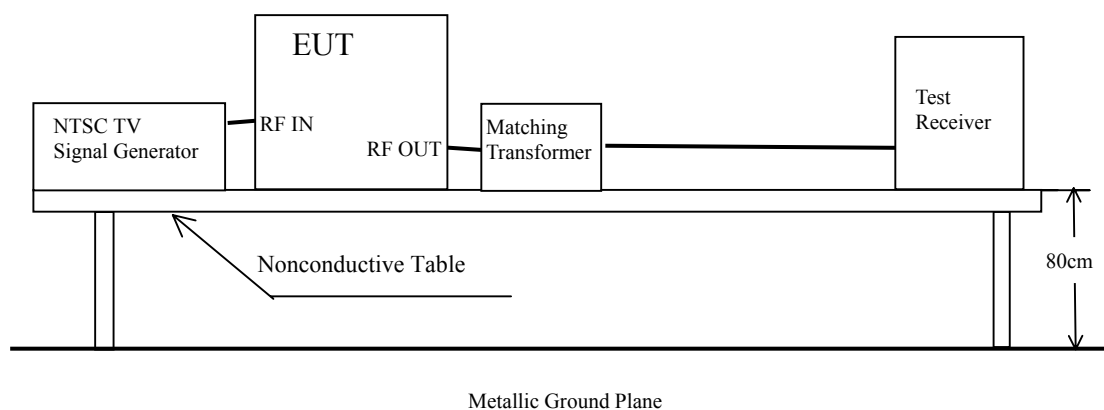 EUT
NTSC TV
Signal Generator
RF IN
RF OUT
Matching
Transformer
Test
Receiver
Nonconductive Table
80cm
Metallic Ground Plane